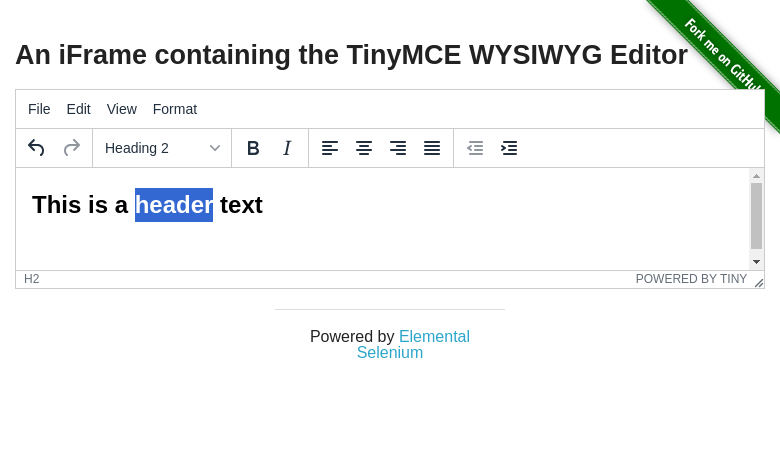 Fork me on GitHub
An iFrame containing the TinyMCE WYSIWYG Editor
File Edit View Format
Heading 2 B I
This is a header text
H2 POWERED BY TINY
Powered by Elemental
Selenium